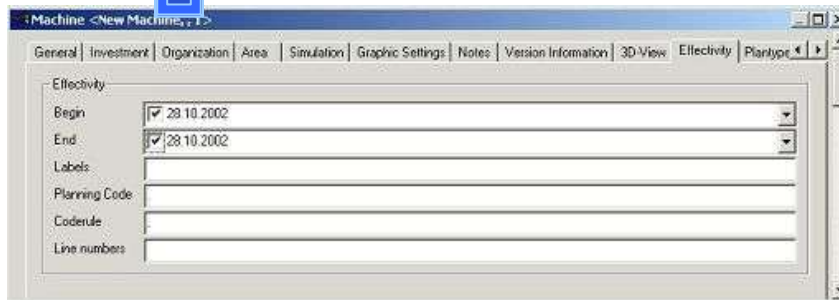 Machine <New Machine, , 1>
General Investment Organization Area Simulation Graphic Settings Notes Version Information 3D-View Effectivity Plantype
Effectivity
Begin 28.10.2002
End 28.10.2002
Labels
Planning Code
Coderule
Line numbers